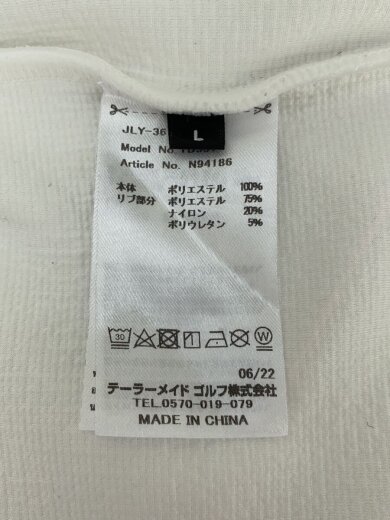 JLY-36
L
Model No.
Article No. N94186
本体 ポリエステル 100%
リブ部分 ポリエステル 75%
ナイロン 20%
ポリウレタン 5%
30
W
06/22
テーラーメイド ゴルフ株式会社
TEL.0570-019-079
MADE IN CHINA